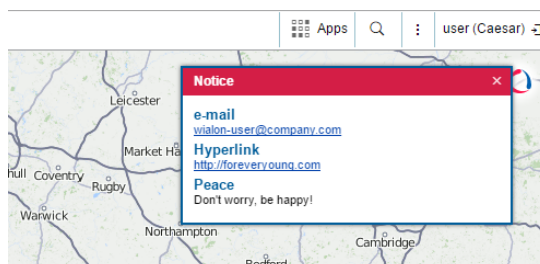 Apps
user (Caesar)
Notice
×
e-mail
wialon-user@company.com
Hyperlink
http://foreveryoung.com
Peace
Don't worry, be happy!
Leicester
Market Ha
hull Coventry
Rugby
Warwick
Northampton
Cambridge
Bedford